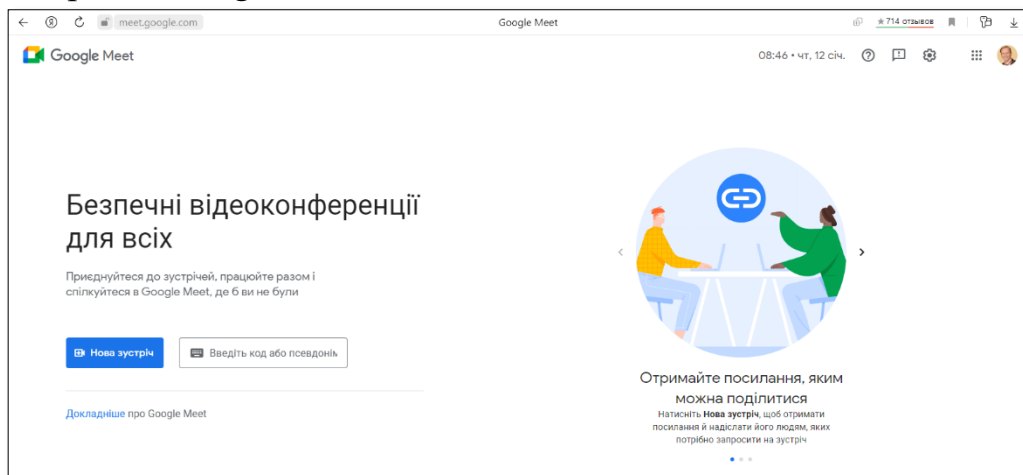 meet.google.com
Google Meet
714 отзывов
Google Meet
08:46 • чт, 12 січ.
Безпечні відеоконференції
для всіх
Приєднуйтеся до зустрічей, працюйте разом і
спілкуйтеся в Google Meet, де б ви не були
Нова зустріч
Введіть код або псевдонім
Докладніше про Google Meet
Отримайте посилання, яким
можна поділитися
Натисніть Нова зустріч, щоб отримати
посилання й надіслати його людям, яких
потрібно запросити на зустріч